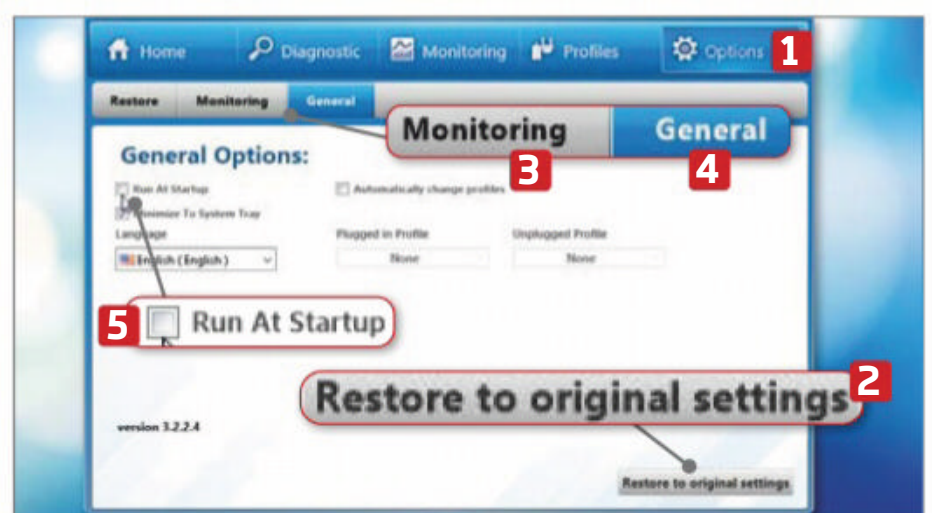 Home Diagnostic Monitoring Profiles Options 1
Restore Monitoring General
Monitoring General
3 4
General Options:
Run At Startup Automatically change profiles
Minimize To System Tray
Language Plugged in Profile Unplugged Profile
English (English) None None
5 Run At Startup
Restore to original settings 2
version 3.2.2.4
Restore to original settings